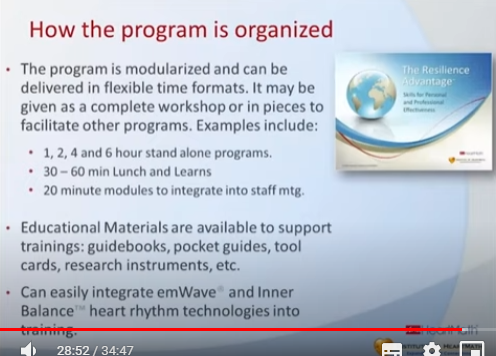 How the program is organized
• The program is modularized and can be
delivered in flexible time formats. It may be
given as a complete workshop or in pieces to
facilitate other programs. Examples include:
• 1, 2, 4 and 6 hour stand alone programs.
• 30 – 60 min Lunch and Learns
• 20 minute modules to integrate into staff mtg.
• Educational Materials are available to support
trainings: guidebooks, pocket guides, tool
cards, research instruments, etc.
• Can easily integrate emWave® and Inner
Balance™ heart rhythm technologies into
training.
The Resilience
Advantage™
Skills for Personal
and Professional
Effectiveness
HeartMath
28:52 / 34:47